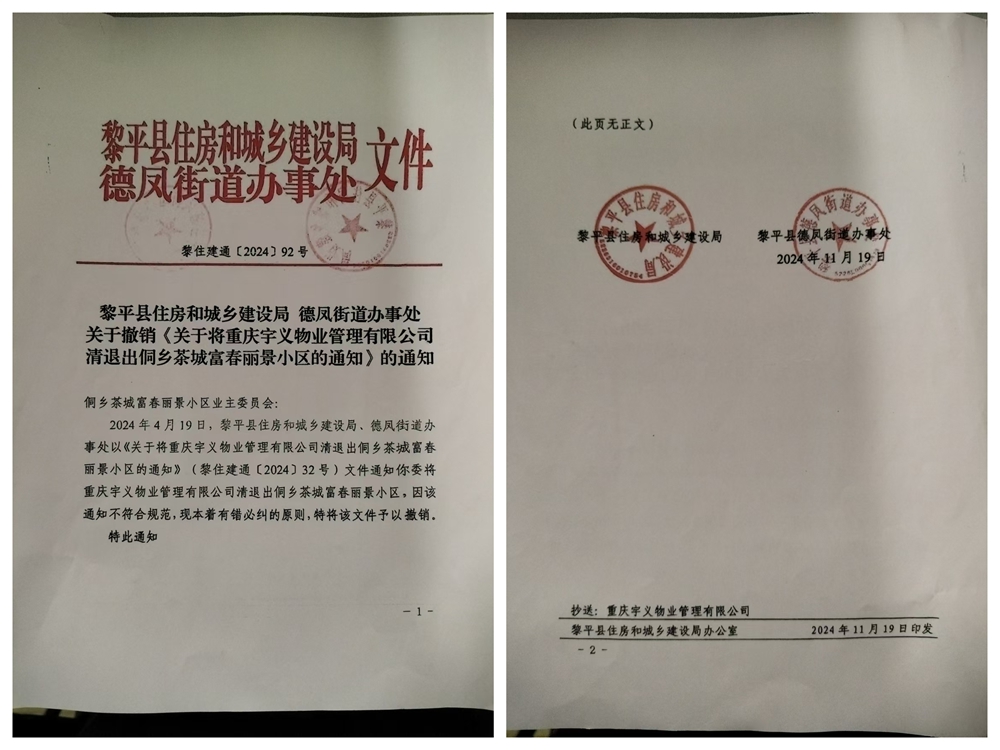 黎平县住房和城乡建设局
德凤街道办事处
文件
黎住建通〔2024〕92号
黎平县住房和城乡建设局 德凤街道办事处
关于撤销《关于将重庆宇义物业管理有限公司
清退出侗乡茶城富春丽景小区的通知》的通知
侗乡茶城富春丽景小区业主委员会：
2024年4月19日，黎平县住房和城乡建设局、德凤街道办
事处以《关于将重庆宇义物业管理有限公司清退出侗乡茶城富春
丽景小区的通知》（黎住建通〔2024〕32号）文件通知你委将
重庆宇义物业管理有限公司清退出侗乡茶城富春丽景小区。因该
通知不符合规范，现本着有错必纠的原则，特将该文件予以撤销。
特此通知
－1－
（此页无正文）
黎平县住房和城乡建设局
黎平县德凤街道办事处
2024年11月19日
抄送：重庆宇义物业管理有限公司
黎平县住房和城乡建设局办公室
2024年11月19日印发
－2－